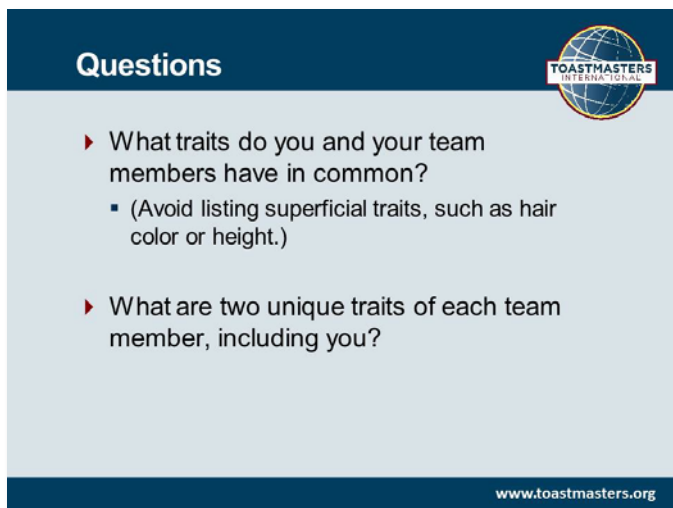 Questions
TOASTMASTERS
INTERNATIONAL
What traits do you and your team
members have in common?
(Avoid listing superficial traits, such as hair
color or height.)
What are two unique traits of each team
member, including you?
www.toastmasters.org